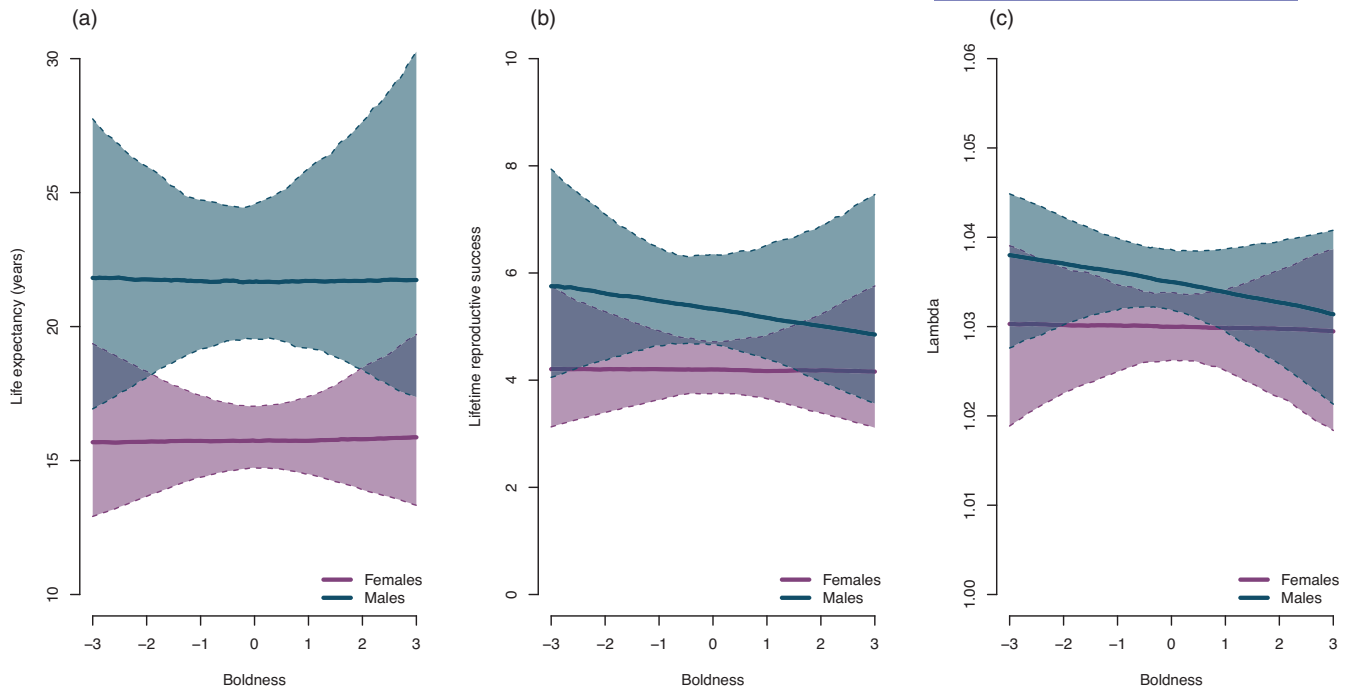 (a)
30
25
20
15
10
Life expectancy (years)
Females
Males
−3 −2 −1 0 1 2 3
Boldness
(b)
10
8
6
4
2
0
Lifetime reproductive success
Females
Males
−3 −2 −1 0 1 2 3
Boldness
(c)
1.06
1.05
1.04
1.03
1.02
1.01
1.00
Lambda
Females
Males
−3 −2 −1 0 1 2 3
Boldness